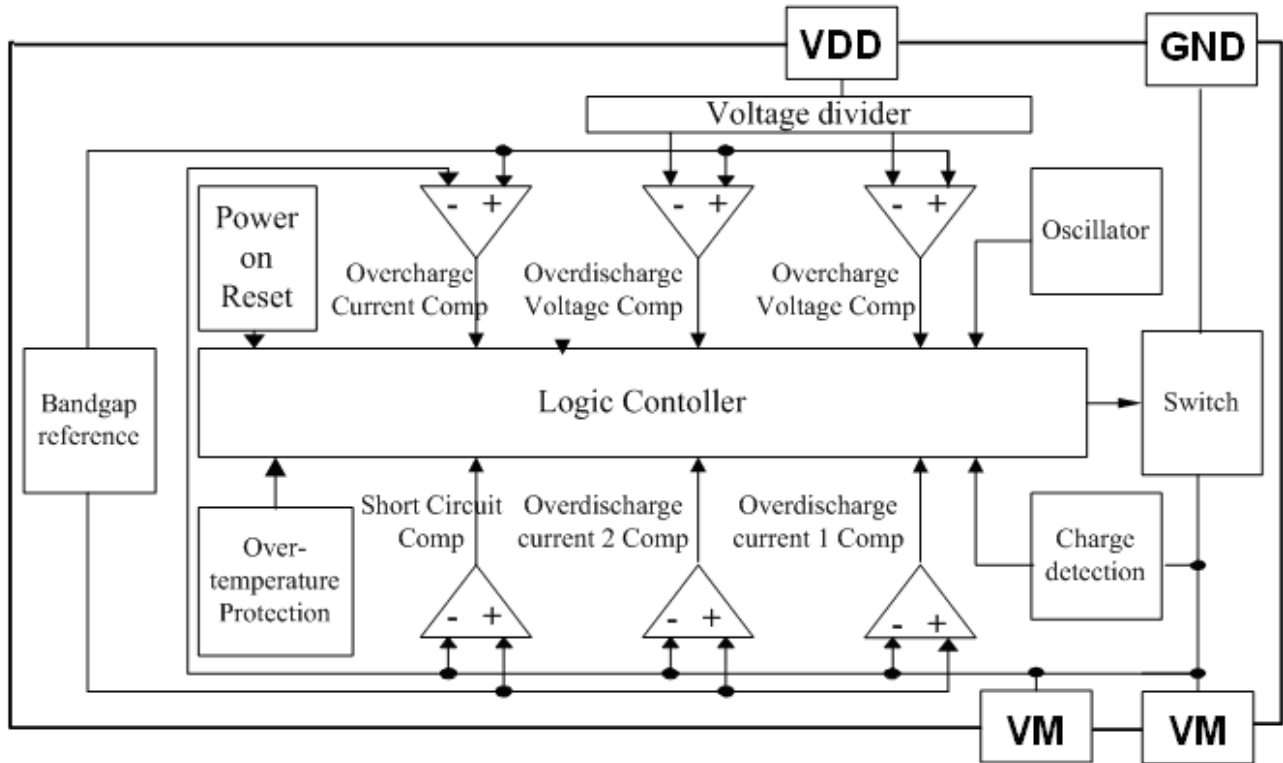 VDD
GND
Voltage divider
- +
- +
- +
Power
on
Reset
Oscillator
Overcharge
Current Comp
Overdischarge
Voltage Comp
Overcharge
Voltage Comp
Bandgap
reference
Logic Contoller
Switch
Short Circuit
Comp
Overdischarge
current 2 Comp
Overdischarge
current 1 Comp
Over-
temperature
Protection
Charge
detection
- +
- +
- +
VM
VM